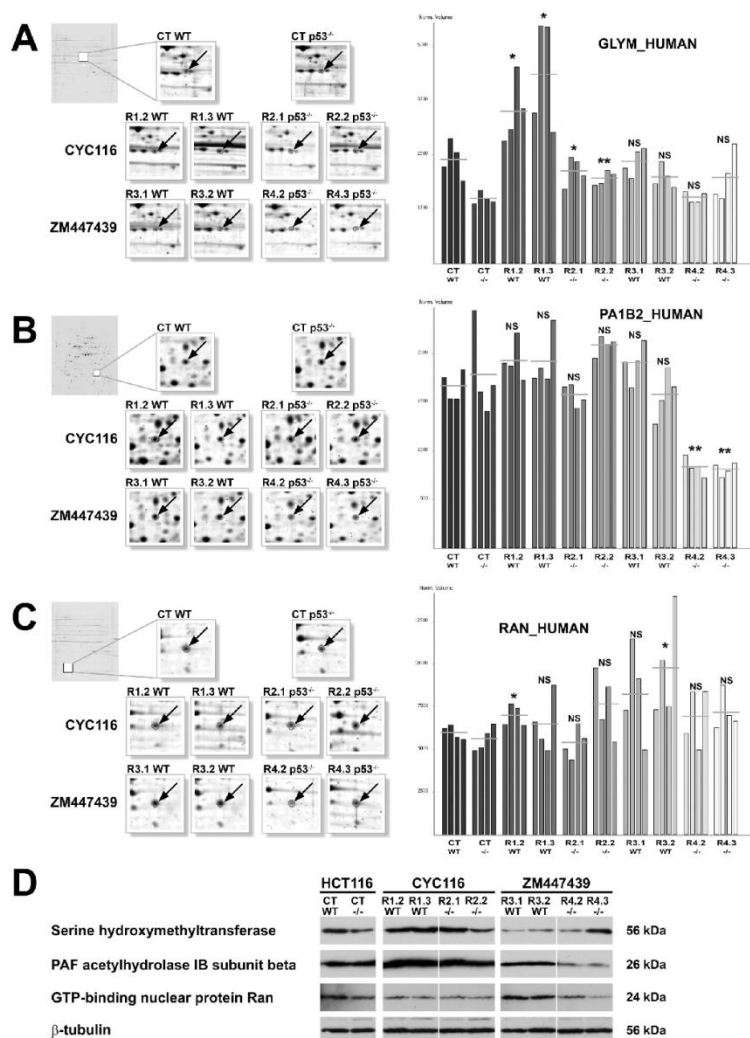 A
CT WT
CT p53-/-
R1.2 WT R1.3 WT R2.1 p53-/- R2.2 p53-/-
CYC116
R3.1 WT R3.2 WT R4.2 p53-/- R4.3 p53-/-
ZM447439
Norm. Volume
GLYM_HUMAN
* * * ** NS NS NS NS
CT CT R1.2 R1.3 R2.1 R2.2 R3.1 R3.2 R4.2 R4.3
WT -/- WT WT -/- -/- WT WT -/- -/-
B
CT WT
CT p53-/-
R1.2 WT R1.3 WT R2.1 p53-/- R2.2 p53-/-
CYC116
R3.1 WT R3.2 WT R4.2 p53-/- R4.3 p53-/-
ZM447439
Norm. Volume
PA1B2_HUMAN
NS NS NS NS NS NS ** **
CT CT R1.2 R1.3 R2.1 R2.2 R3.1 R3.2 R4.2 R4.3
WT -/- WT WT -/- -/- WT WT -/- -/-
C
CT WT
CT p53-/-
R1.2 WT R1.3 WT R2.1 p53-/- R2.2 p53-/-
CYC116
R3.1 WT R3.2 WT R4.2 p53-/- R4.3 p53-/-
ZM447439
Norm. Volume
RAN_HUMAN
* NS NS NS NS * NS NS
CT CT R1.2 R1.3 R2.1 R2.2 R3.1 R3.2 R4.2 R4.3
WT -/- WT WT -/- -/- WT WT -/- -/-
D
HCT116 CYC116 ZM447439
CT CT R1.2 R1.3 R2.1 R2.2 R3.1 R3.2 R4.2 R4.3
WT -/- WT WT -/- -/- WT WT -/- -/-
Serine hydroxymethyltransferase 56 kDa
PAF acetylhydrolase IB subunit beta 26 kDa
GTP-binding nuclear protein Ran 24 kDa
β-tubulin 56 kDa